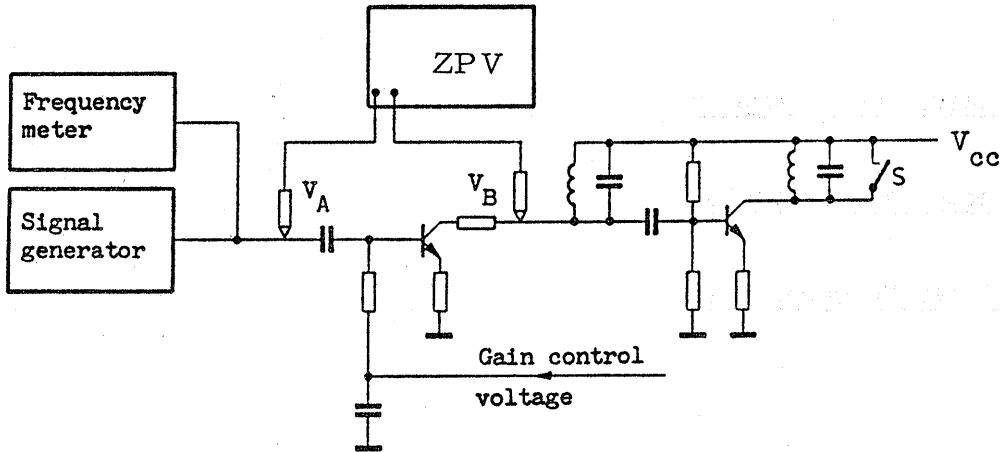 ZPV
Frequency
meter
Signal
generator
V_A
V_B
V_cc
S
Gain control
voltage